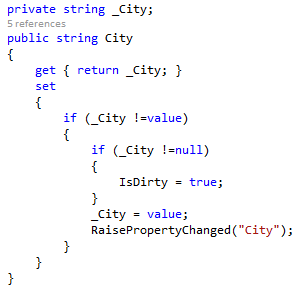 private string _City;
5 references
public string City
{
    get { return _City; }
    set
    {
        if (_City !=value)
        {
            if (_City !=null)
            {
                IsDirty = true;
            }
            _City = value;
            RaisePropertyChanged("City");
        }
    }
}